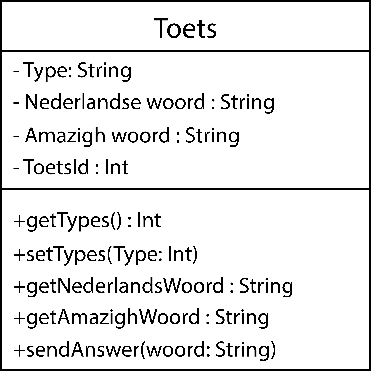 Toets
- Type: String
- Nederlandse woord : String
- Amazigh woord : String
- ToetsId : Int
+getTypes() : Int
+setTypes(Type: Int)
+getNederlandsWoord : String
+getAmazighWoord : String
+sendAnswer(woord: String)